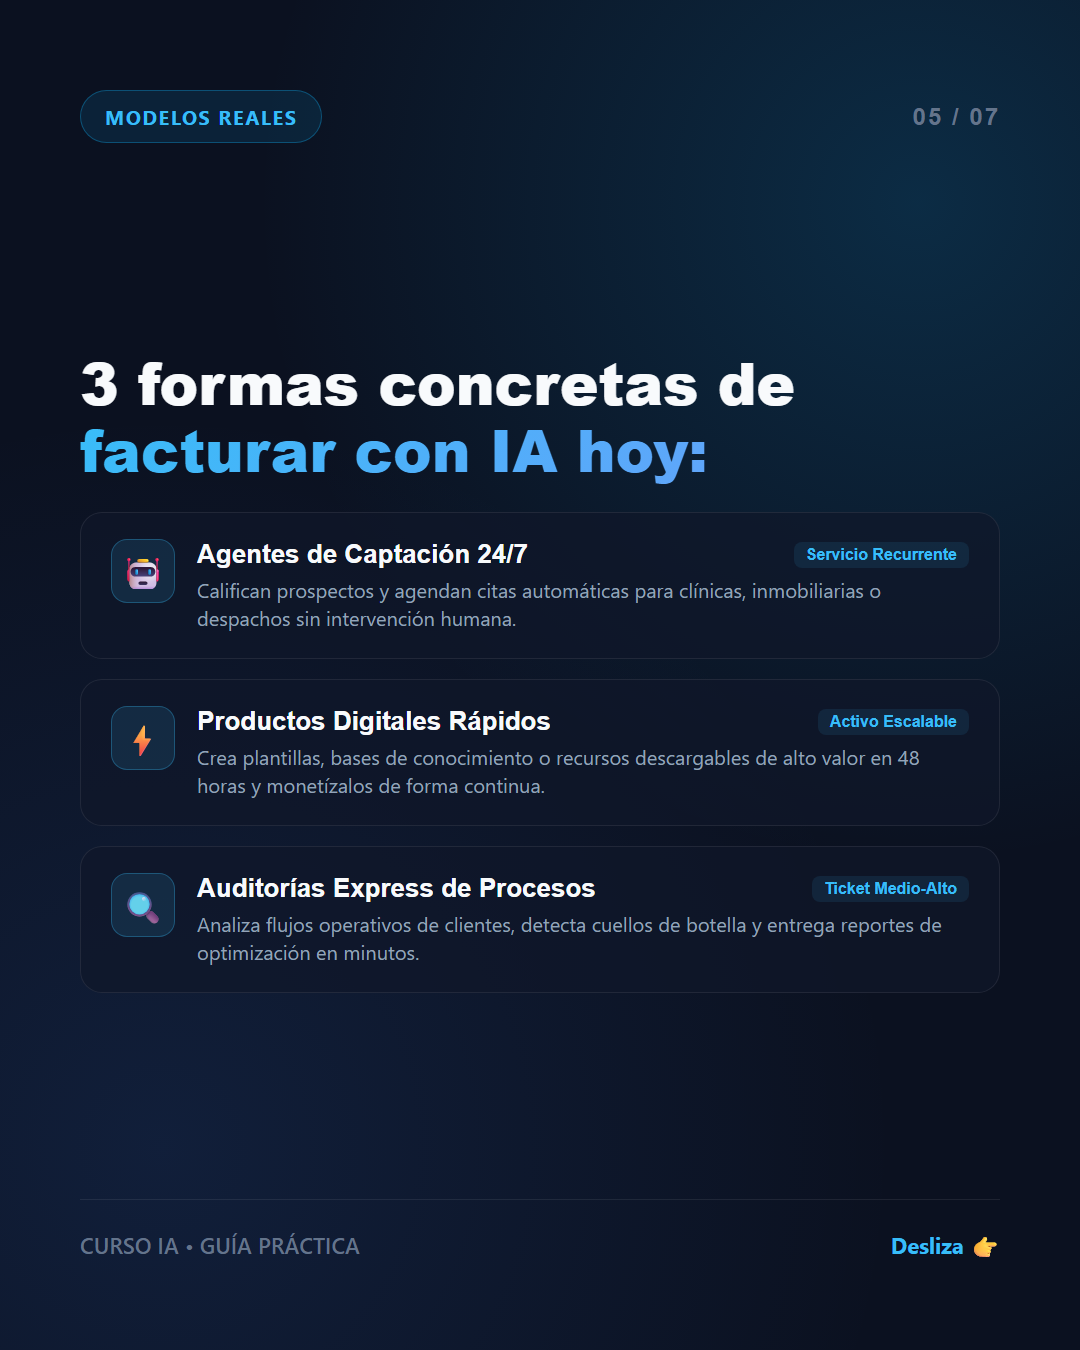 MODELOS REALES
05 / 07
3 formas concretas de
facturar con IA hoy:
Agentes de Captación 24/7
Servicio Recurrente
Califican prospectos y agendan citas automáticas para clínicas, inmobiliarias o
despachos sin intervención humana.
Productos Digitales Rápidos
Activo Escalable
Crea plantillas, bases de conocimiento o recursos descargables de alto valor en 48
horas y monetízalos de forma continua.
Auditorías Express de Procesos
Ticket Medio-Alto
Analiza flujos operativos de clientes, detecta cuellos de botella y entrega reportes de
optimización en minutos.
CURSO IA • GUÍA PRÁCTICA
Desliza 👉